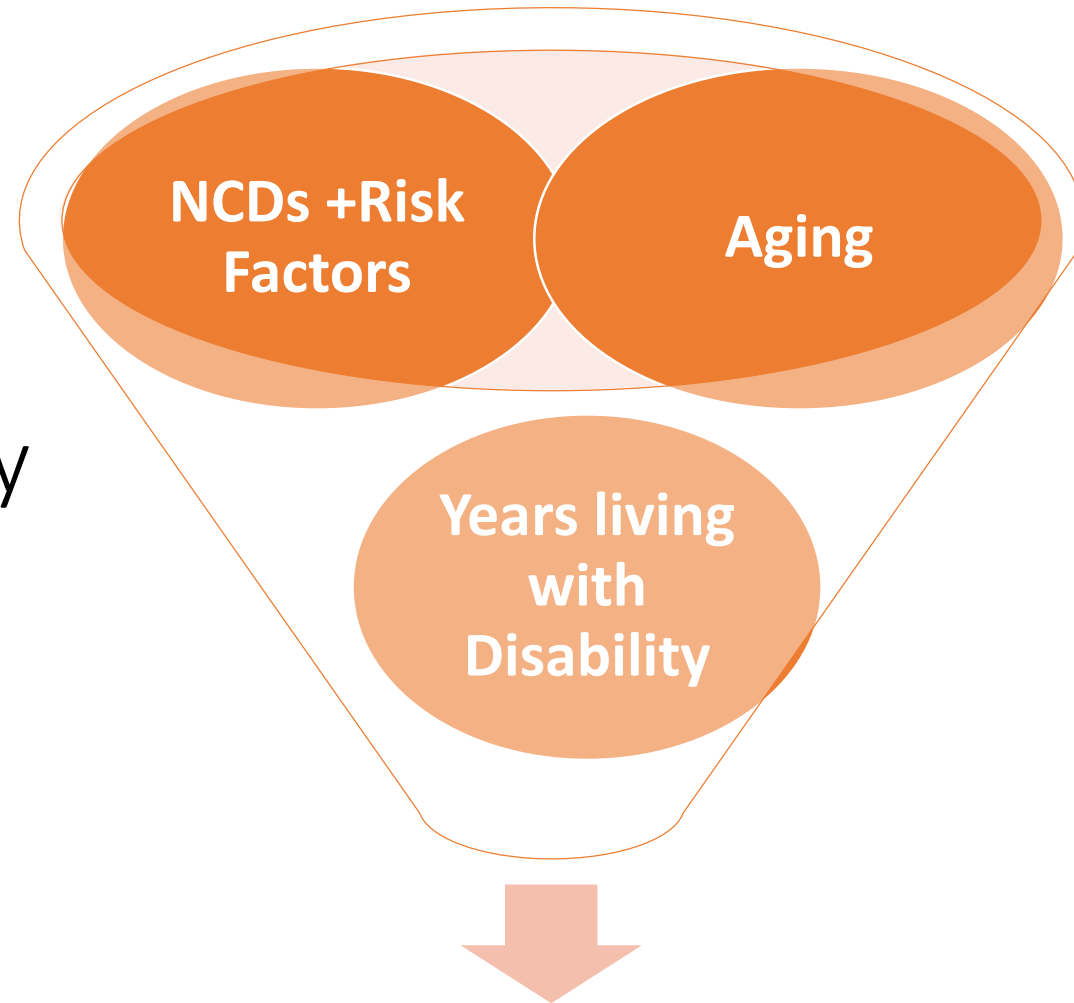 NCDs +Risk
Factors
Aging
y
Years living
with
Disability